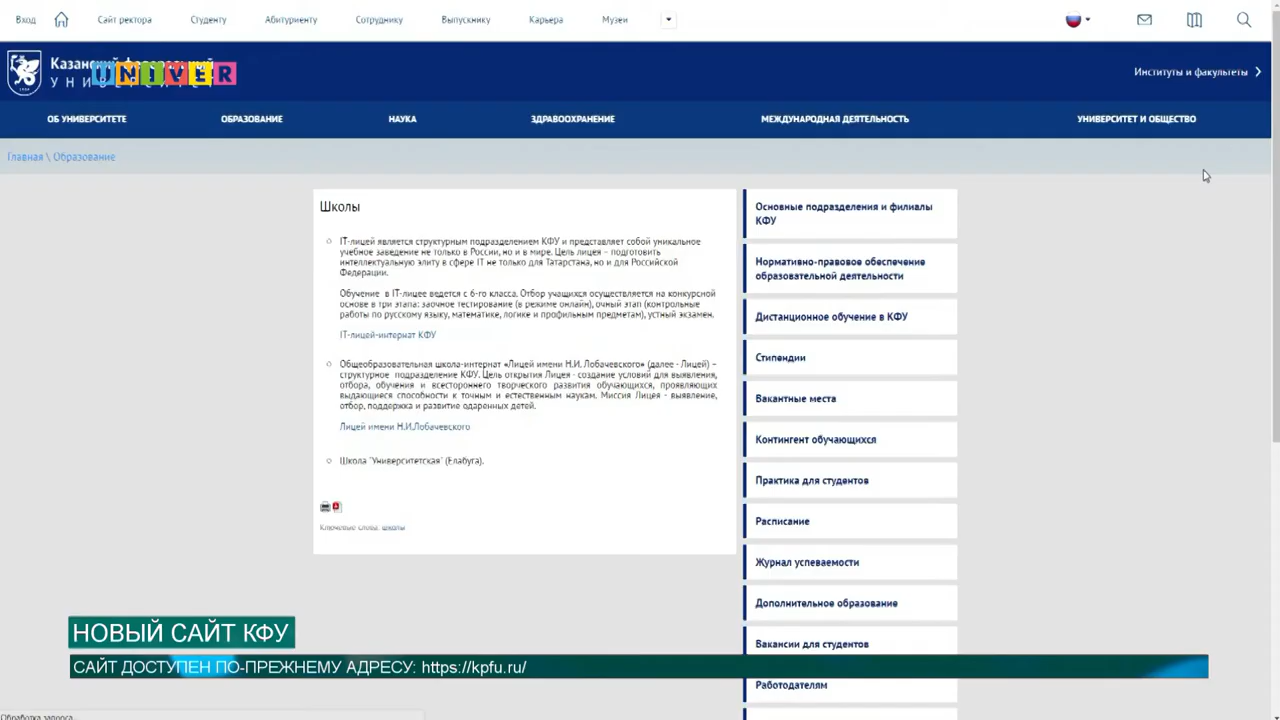 Вход
Сайт ректора
Студенту
Абитуриенту
Сотруднику
Выпускнику
Карьера
Музеи
Казанский федеральный
УНИВЕРСИТЕТ
UNIVER
Институты и факультеты
ОБ УНИВЕРСИТЕТЕ
ОБРАЗОВАНИЕ
НАУКА
ЗДРАВООХРАНЕНИЕ
МЕЖДУНАРОДНАЯ ДЕЯТЕЛЬНОСТЬ
УНИВЕРСИТЕТ И ОБЩЕСТВО
Главная \ Образование
Школы
IT-лицей является структурным подразделением КФУ и представляет собой уникальное
учебное заведение не только в России, но и в мире. Цель лицея – подготовить
интеллектуальную элиту в сфере IT не только для Татарстана, но и для Российской
Федерации.
Обучение в IT-лицее ведется с 6-го класса. Отбор учащихся осуществляется на конкурсной
основе в три этапа: заочное тестирование (в режиме онлайн), очный этап (контрольные
работы по русскому языку, математике, логике и профильным предметам), устный экзамен.
IT-лицей-интернат КФУ
Общеобразовательная школа-интернат «Лицей имени Н.И. Лобачевского» (далее - Лицей) –
структурное подразделение КФУ. Цель открытия Лицея - создание условий для выявления,
отбора, обучения и всестороннего творческого развития обучающихся, проявляющих
выдающиеся способности к точным и естественным наукам. Миссия Лицея - выявление,
отбор, поддержка и развитие одаренных детей.
Лицей имени Н.И.Лобачевского
Школа "Университетская" (Елабуга).
Ключевые слова: школы
Основные подразделения и филиалы
КФУ
Нормативно-правовое обеспечение
образовательной деятельности
Дистанционное обучение в КФУ
Стипендии
Вакантные места
Контингент обучающихся
Практика для студентов
Расписание
Журнал успеваемости
Дополнительное образование
Вакансии для студентов
Работодателям
НОВЫЙ САЙТ КФУ
САЙТ ДОСТУПЕН ПО-ПРЕЖНЕМУ АДРЕСУ: https://kpfu.ru/
Обработка запроса...